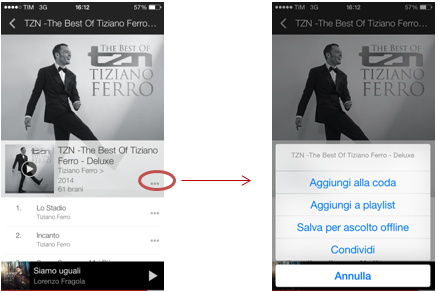 TIM 3G 16:12 57%
TZN -The Best Of Tiziano Ferro...
THE BEST OF
tzn
TIZIANO
FERRO
TZN -The Best Of Tiziano
Ferro - Deluxe
Tiziano Ferro >
2014
61 brani
1. Lo Stadio
Tiziano Ferro
2. Incanto
Tiziano Ferro
Siamo uguali
Lorenzo Fragola
TIM 3G 16:12 57%
TZN -The Best Of Tiziano Ferro...
THE BEST OF
tzn
TIZIANO
FERRO
TZN -The Best Of Tiziano Ferro - Deluxe
Aggiungi alla coda
Aggiungi a playlist
Salva per ascolto offline
Condividi
Annulla